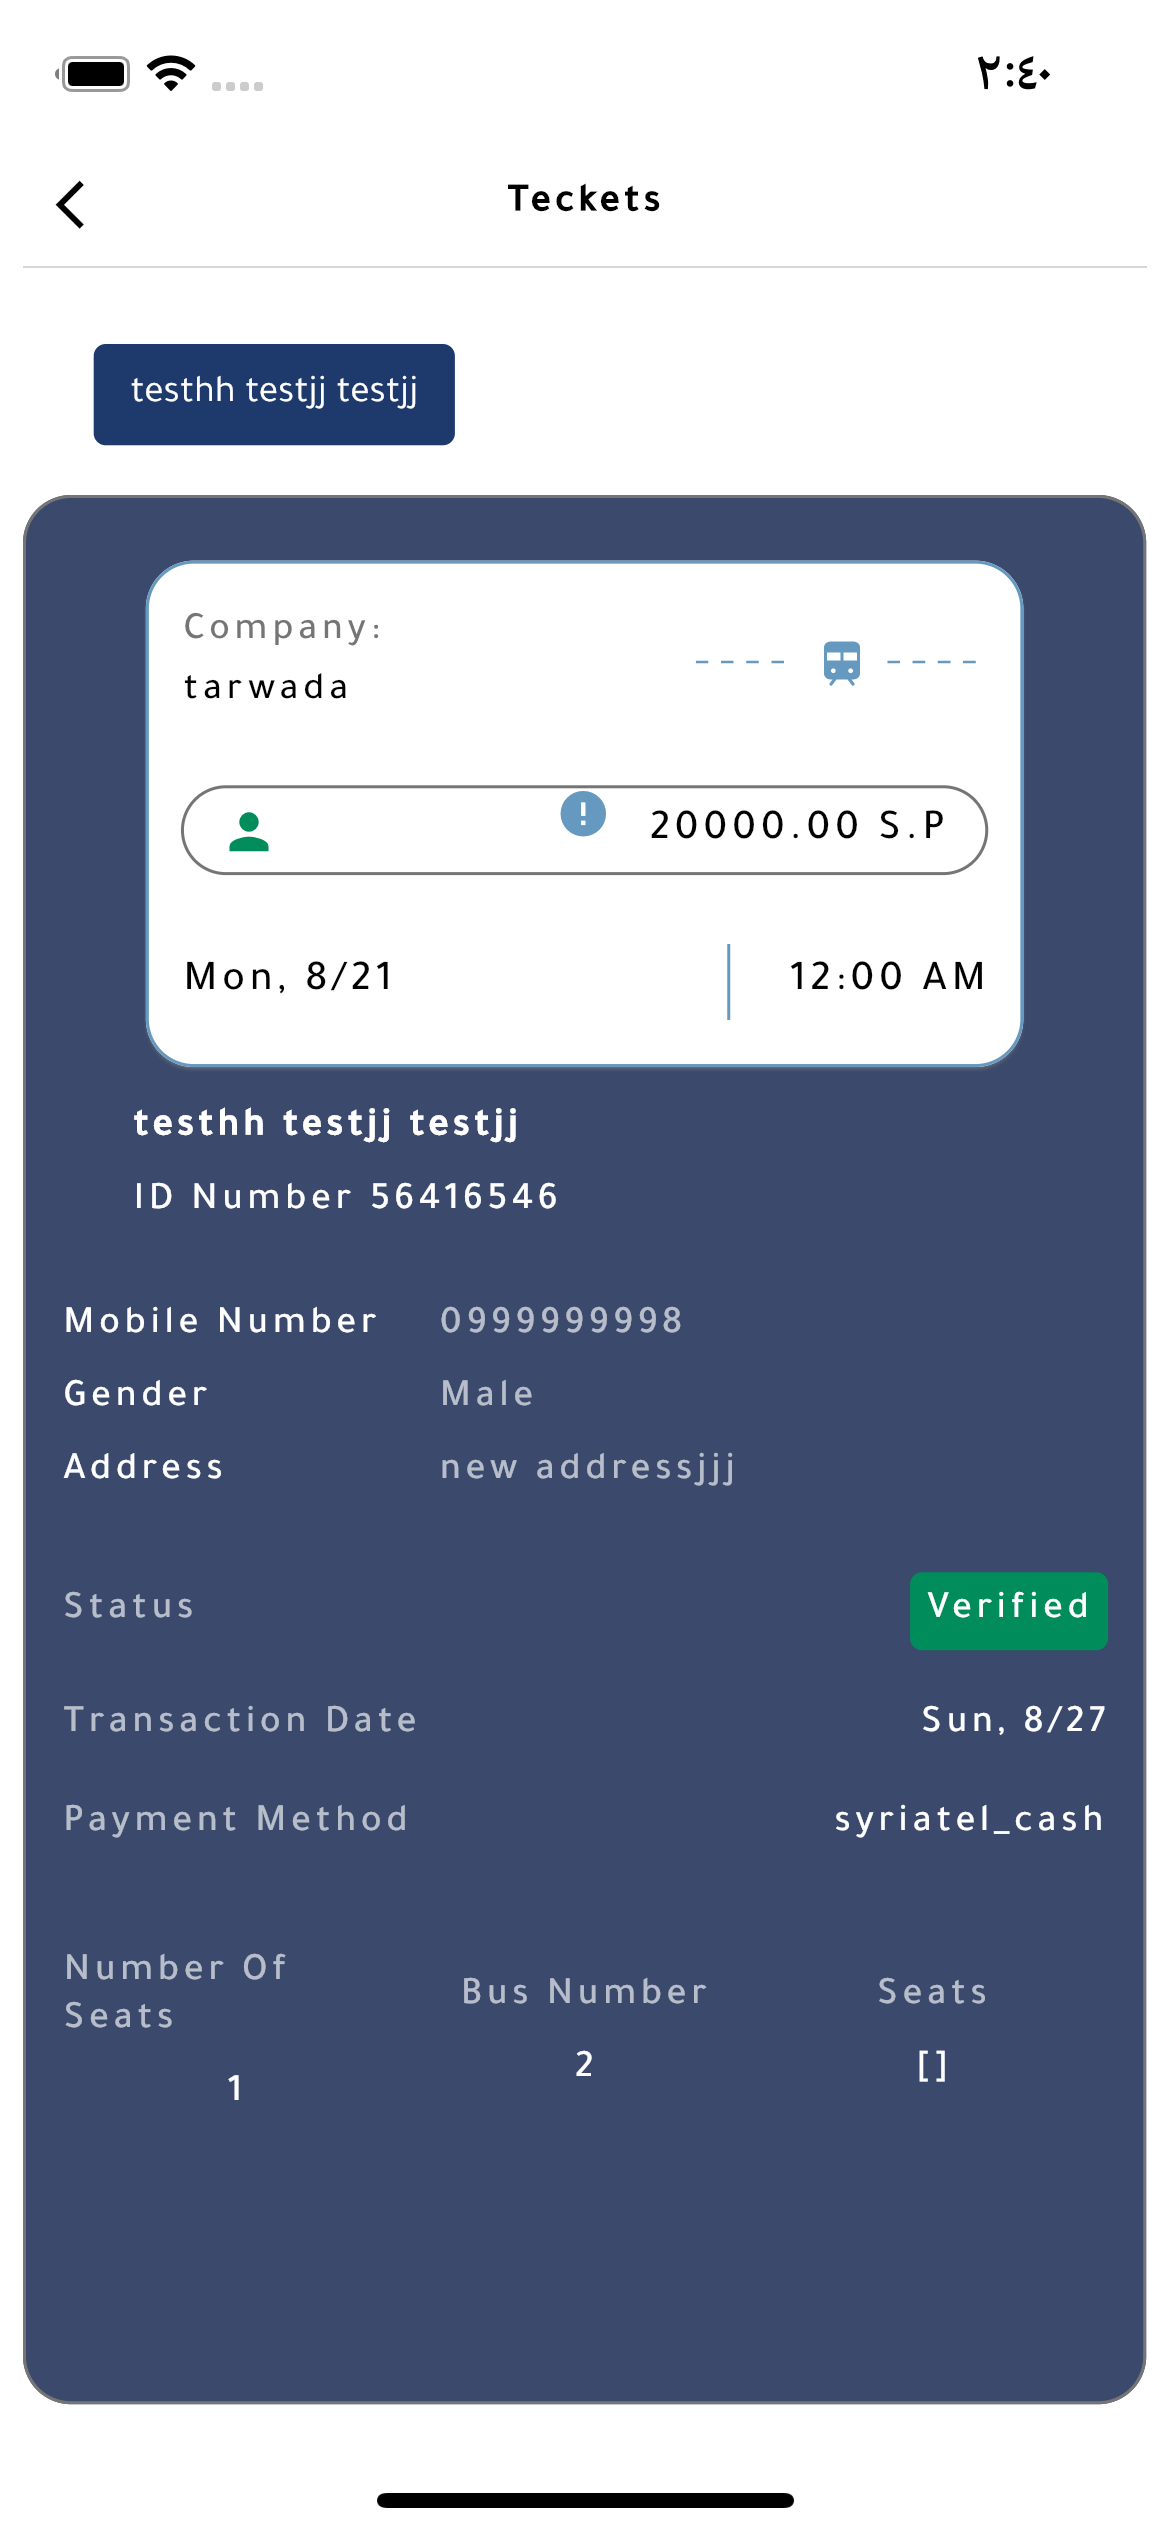 ٢:٤٠
Teckets
testhh testjj testjj
Company:
tarwada
20000.00 S.P
Mon, 8/21
12:00 AM
testhh testjj testjj
ID Number 56416546
Mobile Number 0999999998
Gender Male
Address new addressjjj
Status Verified
Transaction Date Sun, 8/27
Payment Method syriatel_cash
Number Of
Seats
1
Bus Number
2
Seats
[]